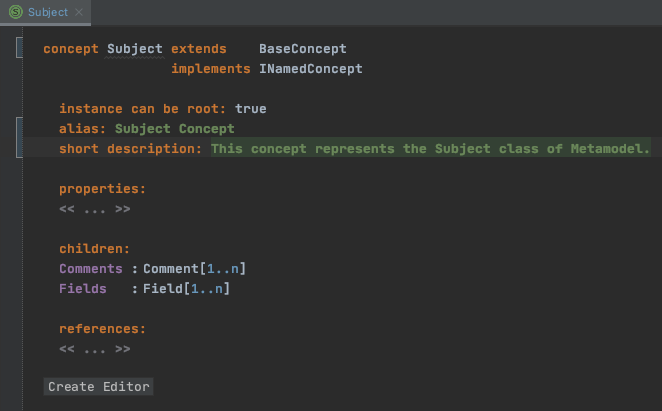 Subject
concept Subject extends BaseConcept
implements INamedConcept
instance can be root: true
alias: Subject Concept
short description: This concept represents the Subject class of Metamodel.
properties:
<< ... >>
children:
Comments : Comment[1..n]
Fields : Field[1..n]
references:
<< ... >>
Create Editor